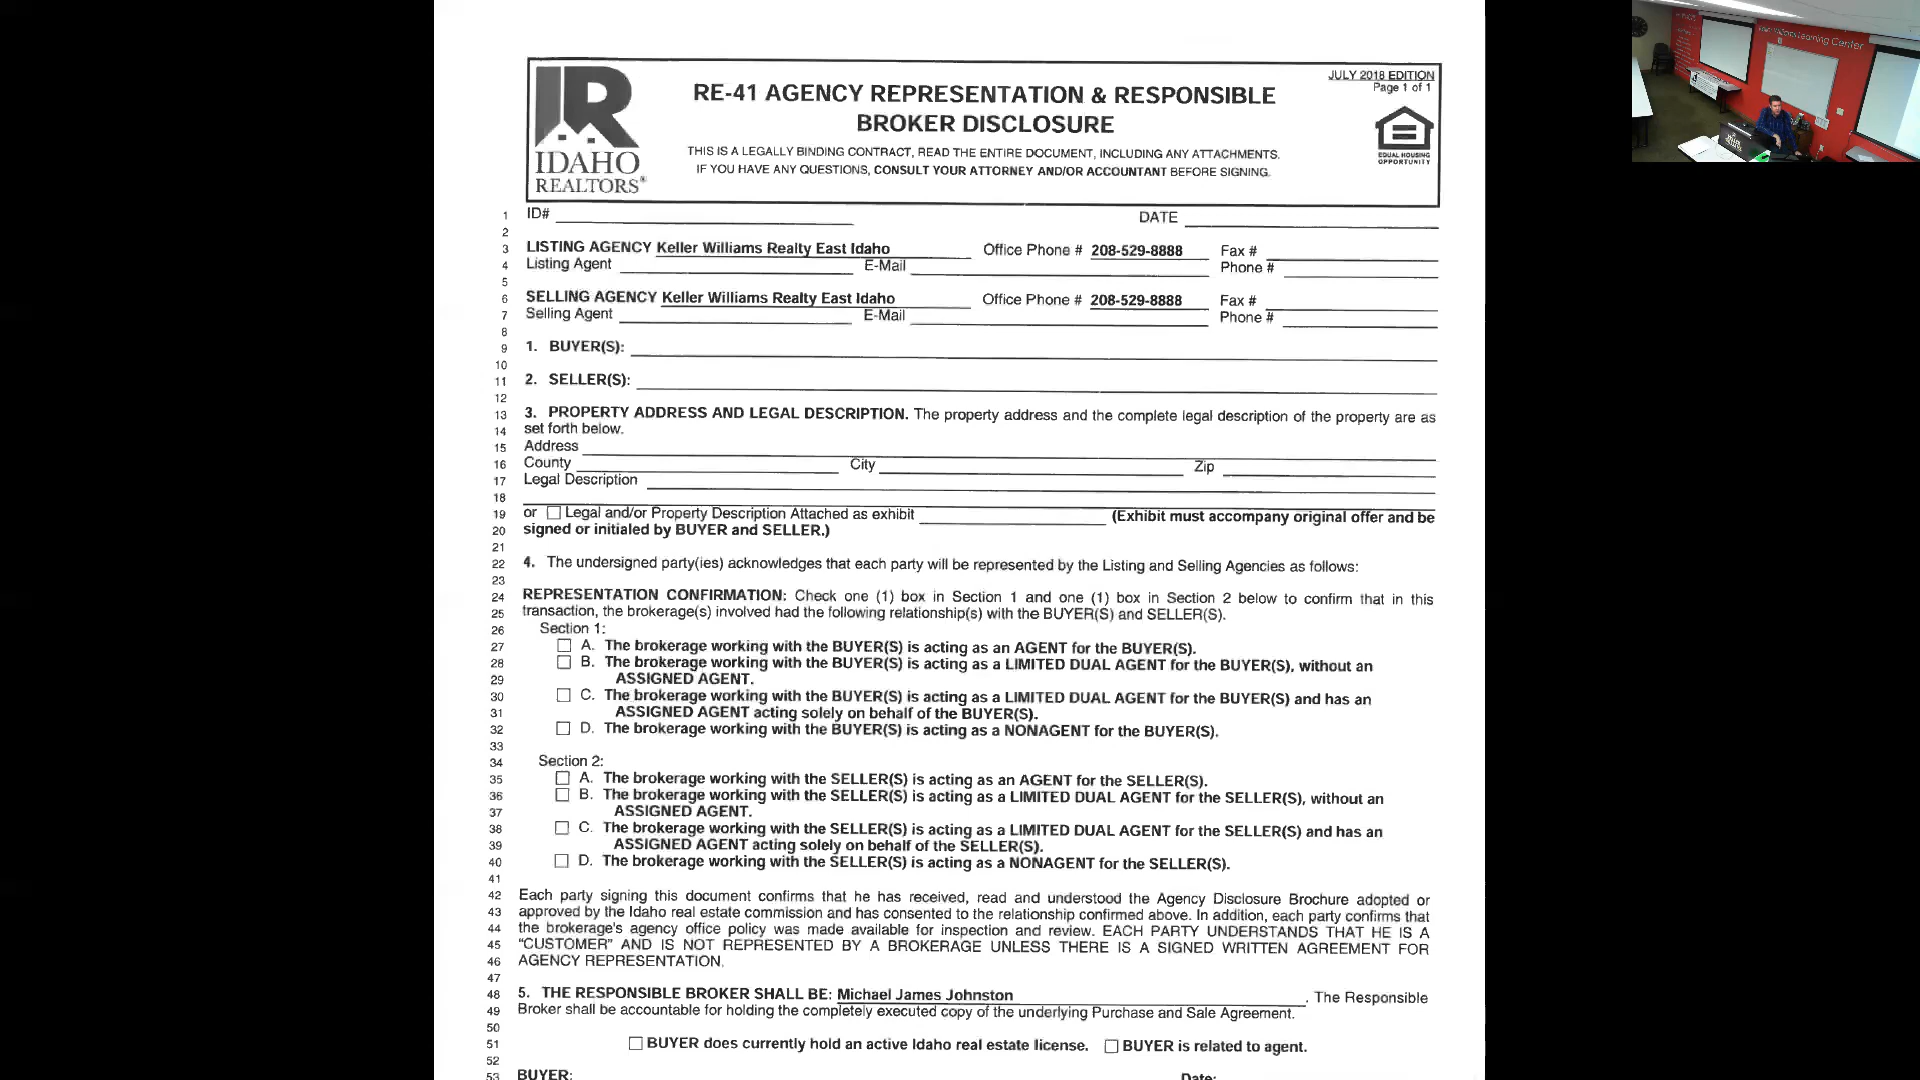 Keller Williams Learning Center
IDAHO
REALTORS®
RE-41 AGENCY REPRESENTATION & RESPONSIBLE
BROKER DISCLOSURE
THIS IS A LEGALLY BINDING CONTRACT, READ THE ENTIRE DOCUMENT, INCLUDING ANY ATTACHMENTS.
IF YOU HAVE ANY QUESTIONS, CONSULT YOUR ATTORNEY AND/OR ACCOUNTANT BEFORE SIGNING.
JULY 2018 EDITION
Page 1 of 1
EQUAL HOUSING
OPPORTUNITY
1 ID# DATE
2
3 LISTING AGENCY Keller Williams Realty East Idaho Office Phone # 208-529-8888 Fax #
4 Listing Agent E-Mail Phone #
5
6 SELLING AGENCY Keller Williams Realty East Idaho Office Phone # 208-529-8888 Fax #
7 Selling Agent E-Mail Phone #
8
9 1. BUYER(S):
10
11 2. SELLER(S):
12
13 3. PROPERTY ADDRESS AND LEGAL DESCRIPTION. The property address and the complete legal description of the property are as
14 set forth below.
15 Address
16 County City Zip
17 Legal Description
18
19 or ☐ Legal and/or Property Description Attached as exhibit (Exhibit must accompany original offer and be
20 signed or initialed by BUYER and SELLER.)
21
22 4. The undersigned party(ies) acknowledges that each party will be represented by the Listing and Selling Agencies as follows:
23
24 REPRESENTATION CONFIRMATION: Check one (1) box in Section 1 and one (1) box in Section 2 below to confirm that in this
25 transaction, the brokerage(s) involved had the following relationship(s) with the BUYER(S) and SELLER(S).
26 Section 1:
27 ☐ A. The brokerage working with the BUYER(S) is acting as an AGENT for the BUYER(S).
28 ☐ B. The brokerage working with the BUYER(S) is acting as a LIMITED DUAL AGENT for the BUYER(S), without an
29 ASSIGNED AGENT.
30 ☐ C. The brokerage working with the BUYER(S) is acting as a LIMITED DUAL AGENT for the BUYER(S) and has an
31 ASSIGNED AGENT acting solely on behalf of the BUYER(S).
32 ☐ D. The brokerage working with the BUYER(S) is acting as a NONAGENT for the BUYER(S).
33
34 Section 2:
35 ☐ A. The brokerage working with the SELLER(S) is acting as an AGENT for the SELLER(S).
36 ☐ B. The brokerage working with the SELLER(S) is acting as a LIMITED DUAL AGENT for the SELLER(S), without an
37 ASSIGNED AGENT.
38 ☐ C. The brokerage working with the SELLER(S) is acting as a LIMITED DUAL AGENT for the SELLER(S) and has an
39 ASSIGNED AGENT acting solely on behalf of the SELLER(S).
40 ☐ D. The brokerage working with the SELLER(S) is acting as a NONAGENT for the SELLER(S).
41
42 Each party signing this document confirms that he has received, read and understood the Agency Disclosure Brochure adopted or
43 approved by the Idaho real estate commission and has consented to the relationship confirmed above. In addition, each party confirms that
44 the brokerage's agency office policy was made available for inspection and review. EACH PARTY UNDERSTANDS THAT HE IS A
45 "CUSTOMER" AND IS NOT REPRESENTED BY A BROKERAGE UNLESS THERE IS A SIGNED WRITTEN AGREEMENT FOR
46 AGENCY REPRESENTATION.
47
48 5. THE RESPONSIBLE BROKER SHALL BE: Michael James Johnston . The Responsible
49 Broker shall be accountable for holding the completely executed copy of the underlying Purchase and Sale Agreement.
50
51 ☐ BUYER does currently hold an active Idaho real estate license. ☐ BUYER is related to agent.
52
53 BUYER: Date: